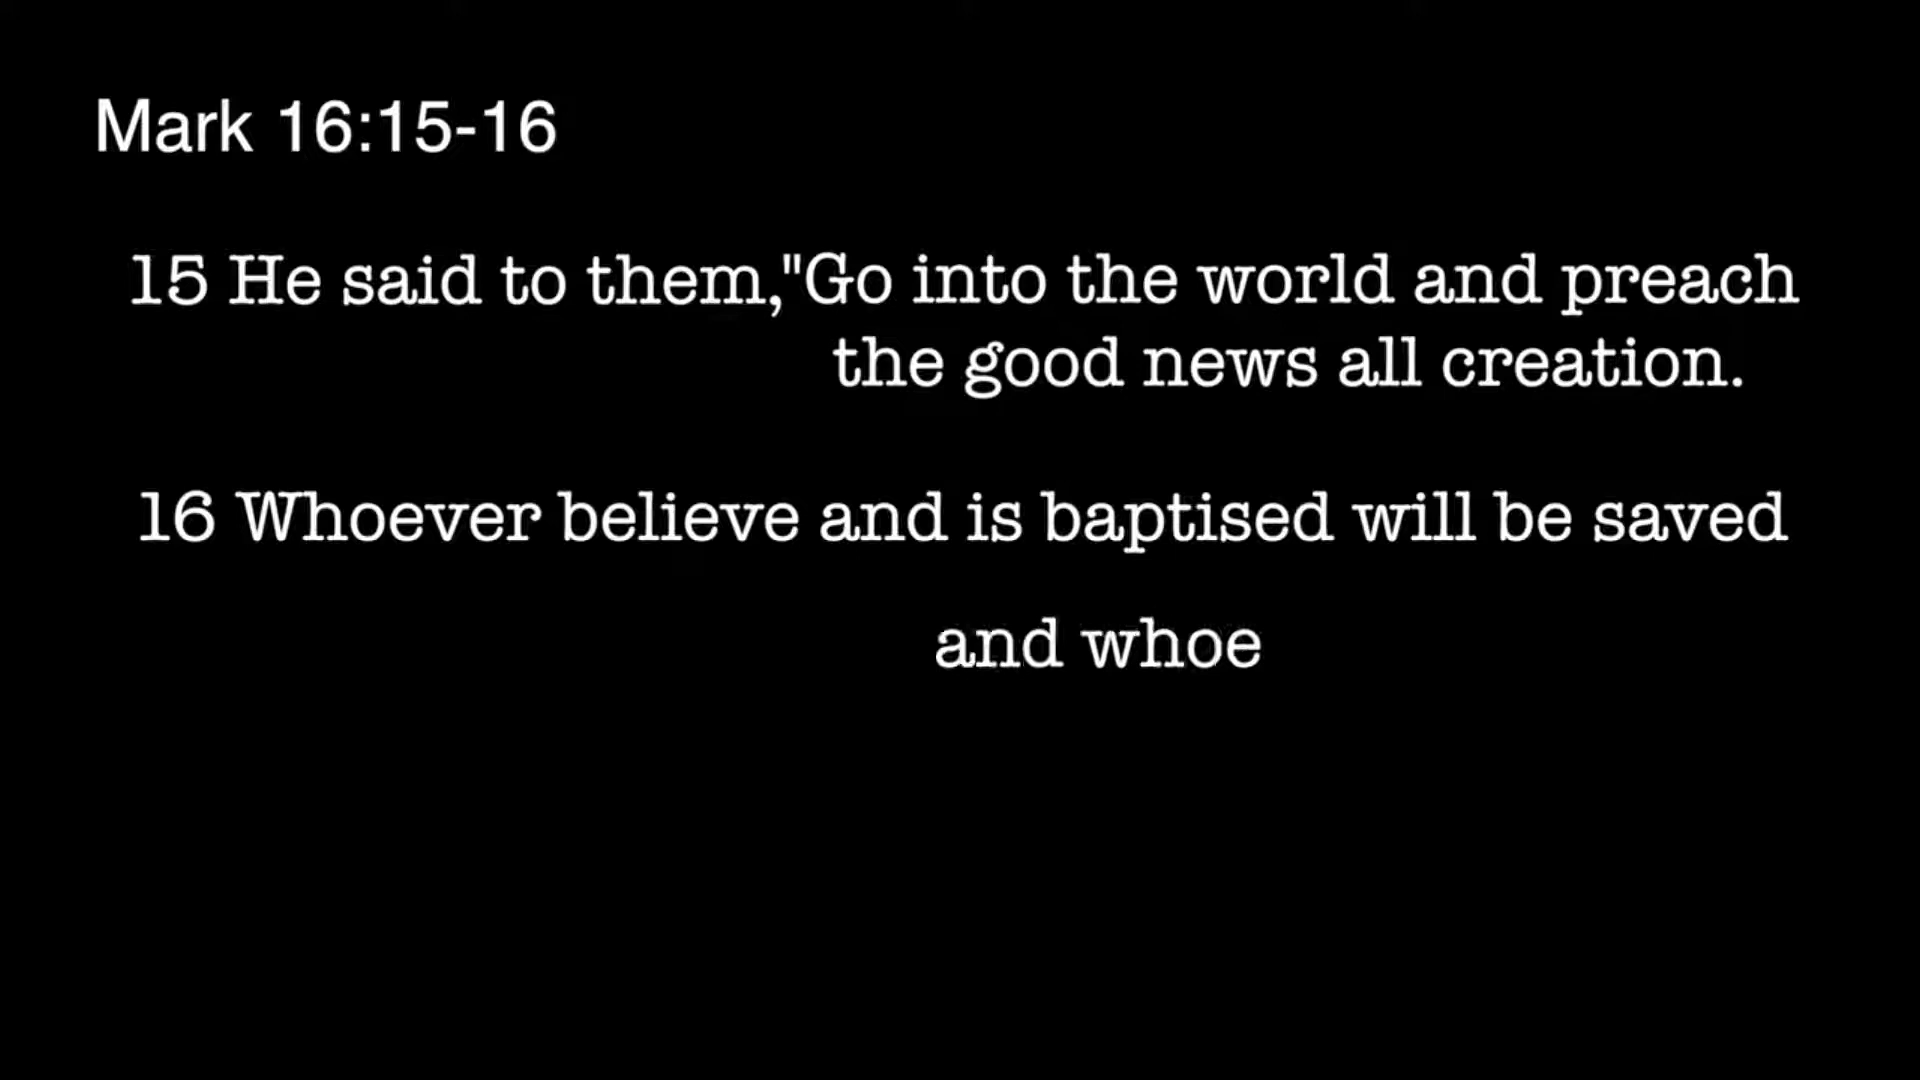 Mark 16:15-16
15 He said to them,"Go into the world and preach
the good news all creation.
16 Whoever believe and is baptised will be saved
and whoe